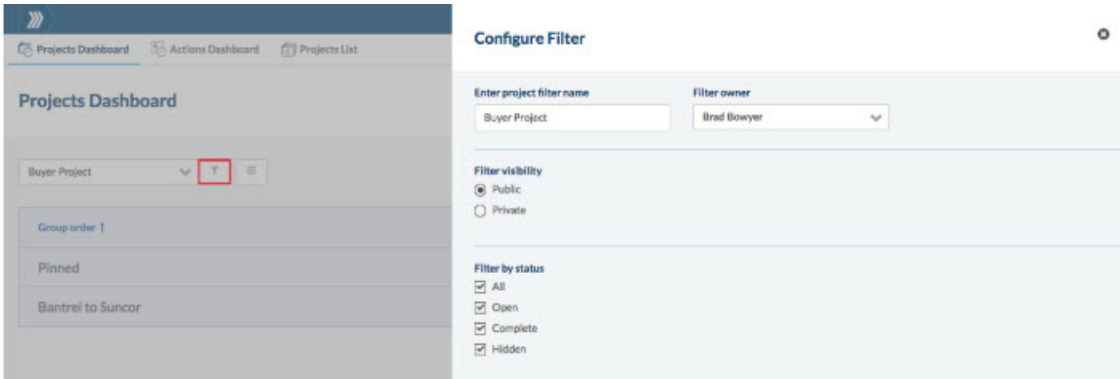 Projects Dashboard
Actions Dashboard
Projects List
Projects Dashboard
Buyer Project
Group order ↑
Pinned
Bantrel to Suncor
Configure Filter
Enter project filter name
Filter owner
Buyer Project
Brad Bowyer
Filter visibility
Public
Private
Filter by status
All
Open
Complete
Hidden